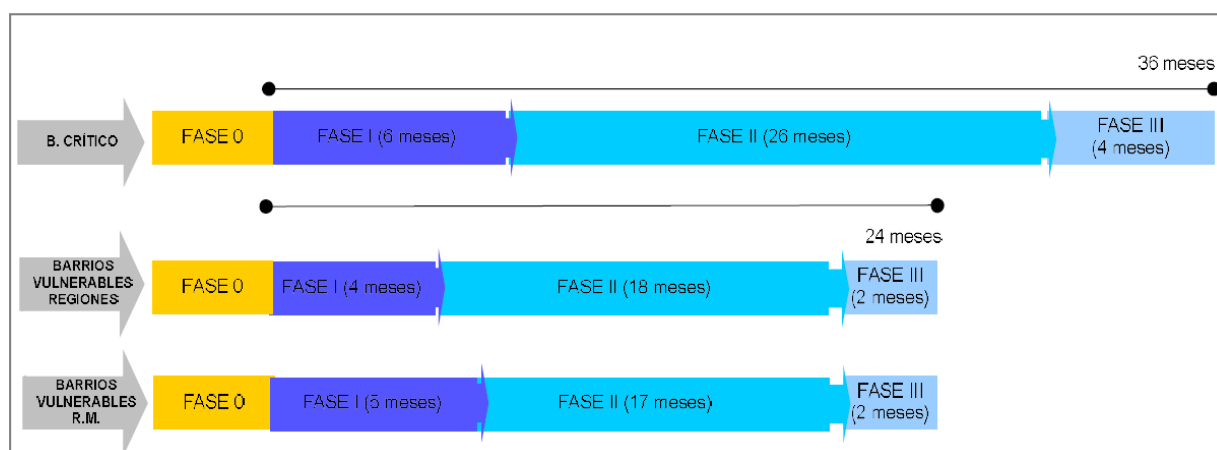 36 meses
B. CRÍTICO
FASE 0
FASE I (6 meses)
FASE II (26 meses)
FASE III
(4 meses)
24 meses
BARRIOS
VULNERABLES
REGIONES
FASE 0
FASE I (4 meses)
FASE II (18 meses)
FASE III
(2 meses)
BARRIOS
VULNERABLES
R.M.
FASE 0
FASE I (5 meses)
FASE II (17 meses)
FASE III
(2 meses)